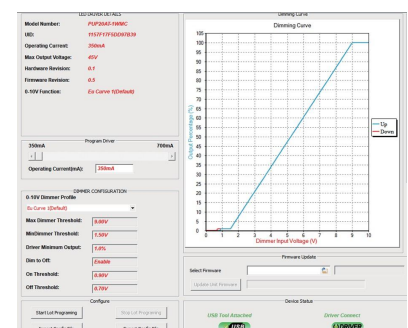 LED DRIVER DETAILS
Model Number: PUP20AT-1WMC
UID: 1157F17F5DD97B39
Operating Current: 350mA
Max Output Voltage: 45V
Hardware Revision: 0.1
Firmware Revision: 0.5
0-10V Function: Eu Curve 1(Default)
Program Driver
350mA 700mA
Operating Current(mA): 350mA
DIMMER CONFIGURATION
0-10V Dimmer Profile
Eu Curve 1(Default)
Max Dimmer Threshold: 9.00V
MinDimmer Threshold: 1.50V
Driver Minimum Output: 1.0%
Dim to Off: Enable
On Threshold: 0.90V
Off Threshold: 0.70V
Configure
Start Lot Programing Stop Lot Programing
Dimming Curve
Dimming Curve
Output Percentage (%)
105
100
95
90
85
80
75
70
65
60
55
50
45
40
35
30
25
20
15
10
5
0
0 1 2 3 4 5 6 7 8 9 10
Dimmer Input Voltage (V)
Up
Down
Firmware Update
Select Firmware
Update Lot Firmware
Device Status
USB Tool Attached Driver Connect
USB DRIVER